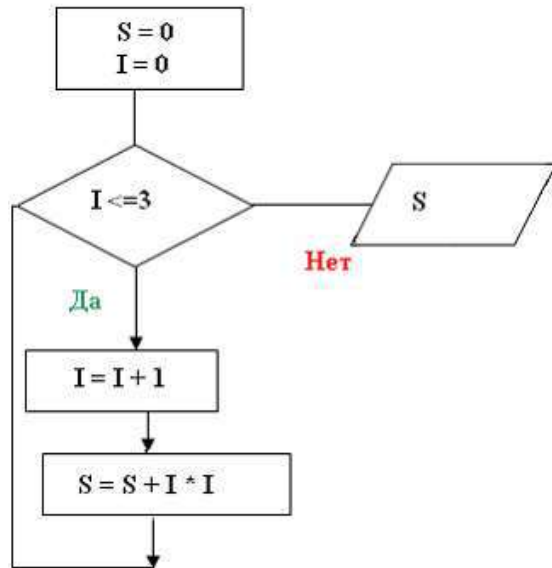 S = 0
I = 0
I <=3
S
Нет
Да
I = I + 1
S = S + I * I